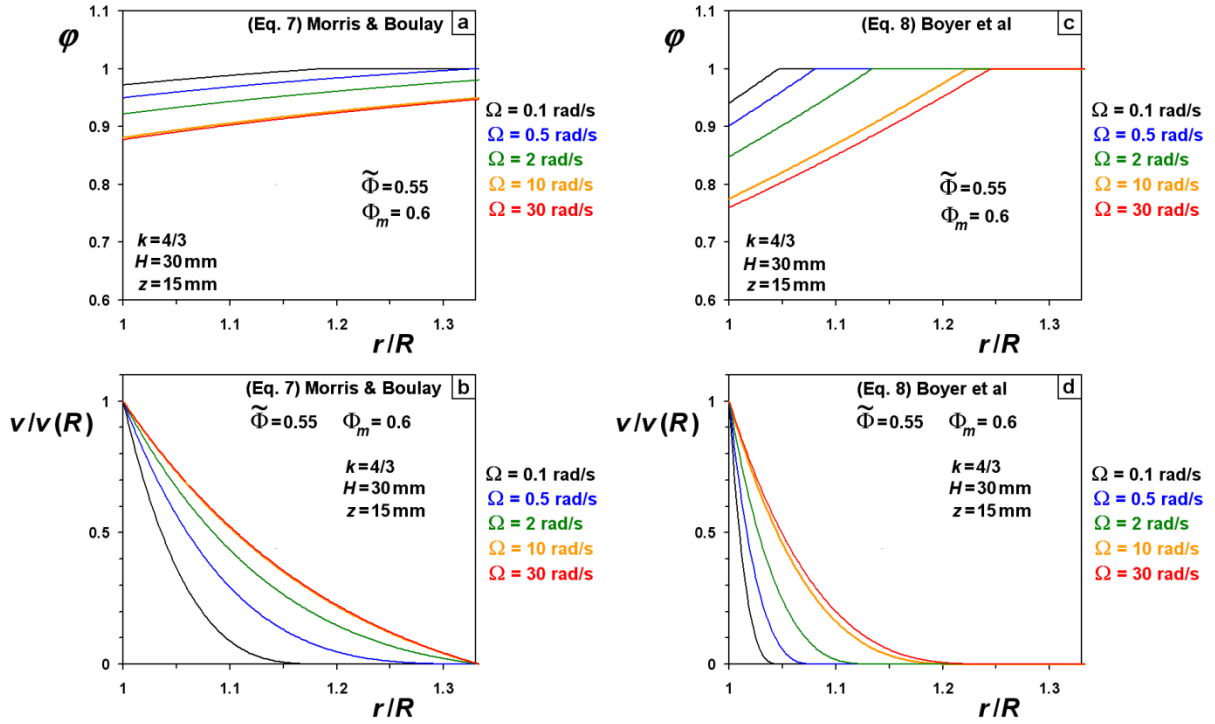 (Eq. 7) Morris & Boulay
a
φ
1.1
1
0.9
0.8
0.7
0.6
Ω = 0.1 rad/s
Ω = 0.5 rad/s
Ω = 2 rad/s
Ω = 10 rad/s
Ω = 30 rad/s
Φ̃ = 0.55
Φm = 0.6
k = 4/3
H = 30 mm
z = 15 mm
1
1.1
1.2
1.3
r/R
(Eq. 8) Boyer et al
c
φ
1.1
1
0.9
0.8
0.7
0.6
Ω = 0.1 rad/s
Ω = 0.5 rad/s
Ω = 2 rad/s
Ω = 10 rad/s
Ω = 30 rad/s
Φ̃ = 0.55
Φm = 0.6
k = 4/3
H = 30 mm
z = 15 mm
1
1.1
1.2
1.3
r/R
(Eq. 7) Morris & Boulay
b
Φ̃ = 0.55 Φm = 0.6
v/v(R)
1
0.5
0
k = 4/3
H = 30 mm
z = 15 mm
Ω = 0.1 rad/s
Ω = 0.5 rad/s
Ω = 2 rad/s
Ω = 10 rad/s
Ω = 30 rad/s
1
1.1
1.2
1.3
r/R
(Eq. 8) Boyer et al
d
Φ̃ = 0.55 Φm = 0.6
v/v(R)
1
0.5
0
k = 4/3
H = 30 mm
z = 15 mm
Ω = 0.1 rad/s
Ω = 0.5 rad/s
Ω = 2 rad/s
Ω = 10 rad/s
Ω = 30 rad/s
1
1.1
1.2
1.3
r/R